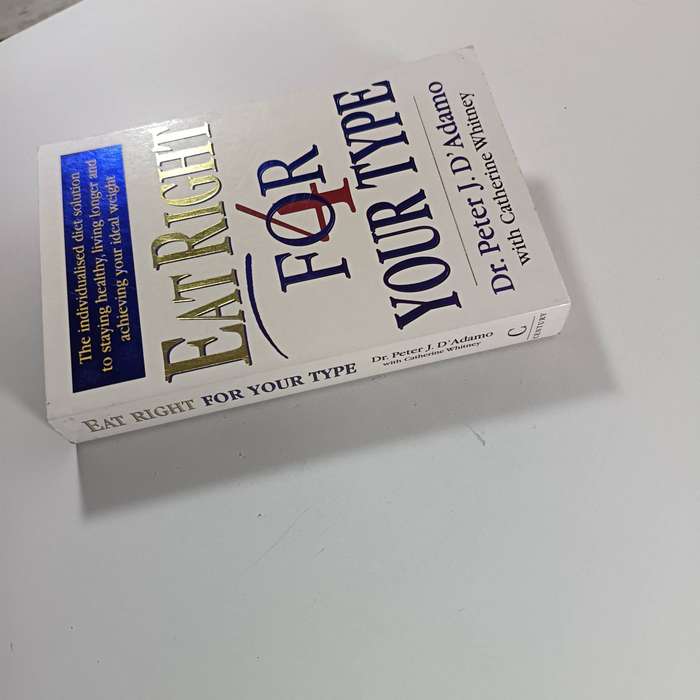 The individualised diet solution
to staying healthy, living longer and
achieving your ideal weight
EAT RIGHT
FOR
4
YOUR TYPE
Dr. Peter J. D'Adamo
with Catherine Whitney
EAT RIGHT FOR YOUR TYPE
Dr. Peter J. D'Adamo
with Catherine Whitney
C
CENTURY